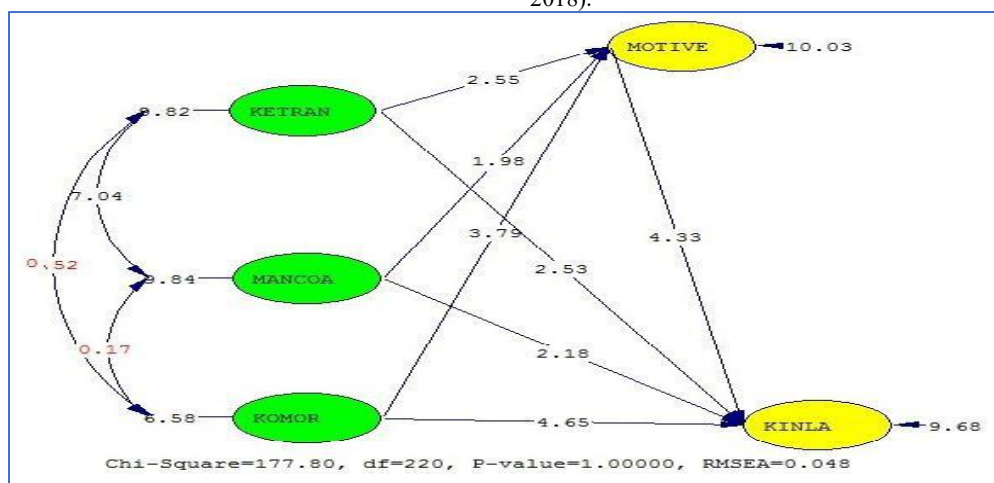 2018).
MOTIVE
10.03
2.55
9.82
KETRAN
1.98
7.04
3.79
4.33
0.52
2.53
9.84
MANCOA
0.17
2.18
6.58
KOMOR
4.65
KINLA
9.68
Chi-Square=177.80, df=220, P-value=1.00000, RMSEA=0.048